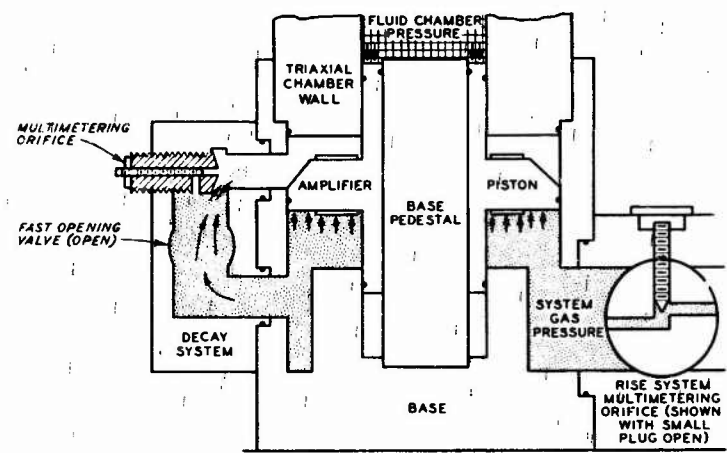 FLUID CHAMBER
PRESSURE
TRIAXIAL
CHAMBER
WALL
MULTIMETERING
ORIFICE
AMPLIFIER
BASE
PEDESTAL
PISTON
FAST OPENING
VALVE (OPEN)
SYSTEM
GAS
PRESSURE
DECAY
SYSTEM
BASE
RISE SYSTEM
MULTIMETERING
ORIFICE (SHOWN
WITH SMALL
PLUG OPEN)